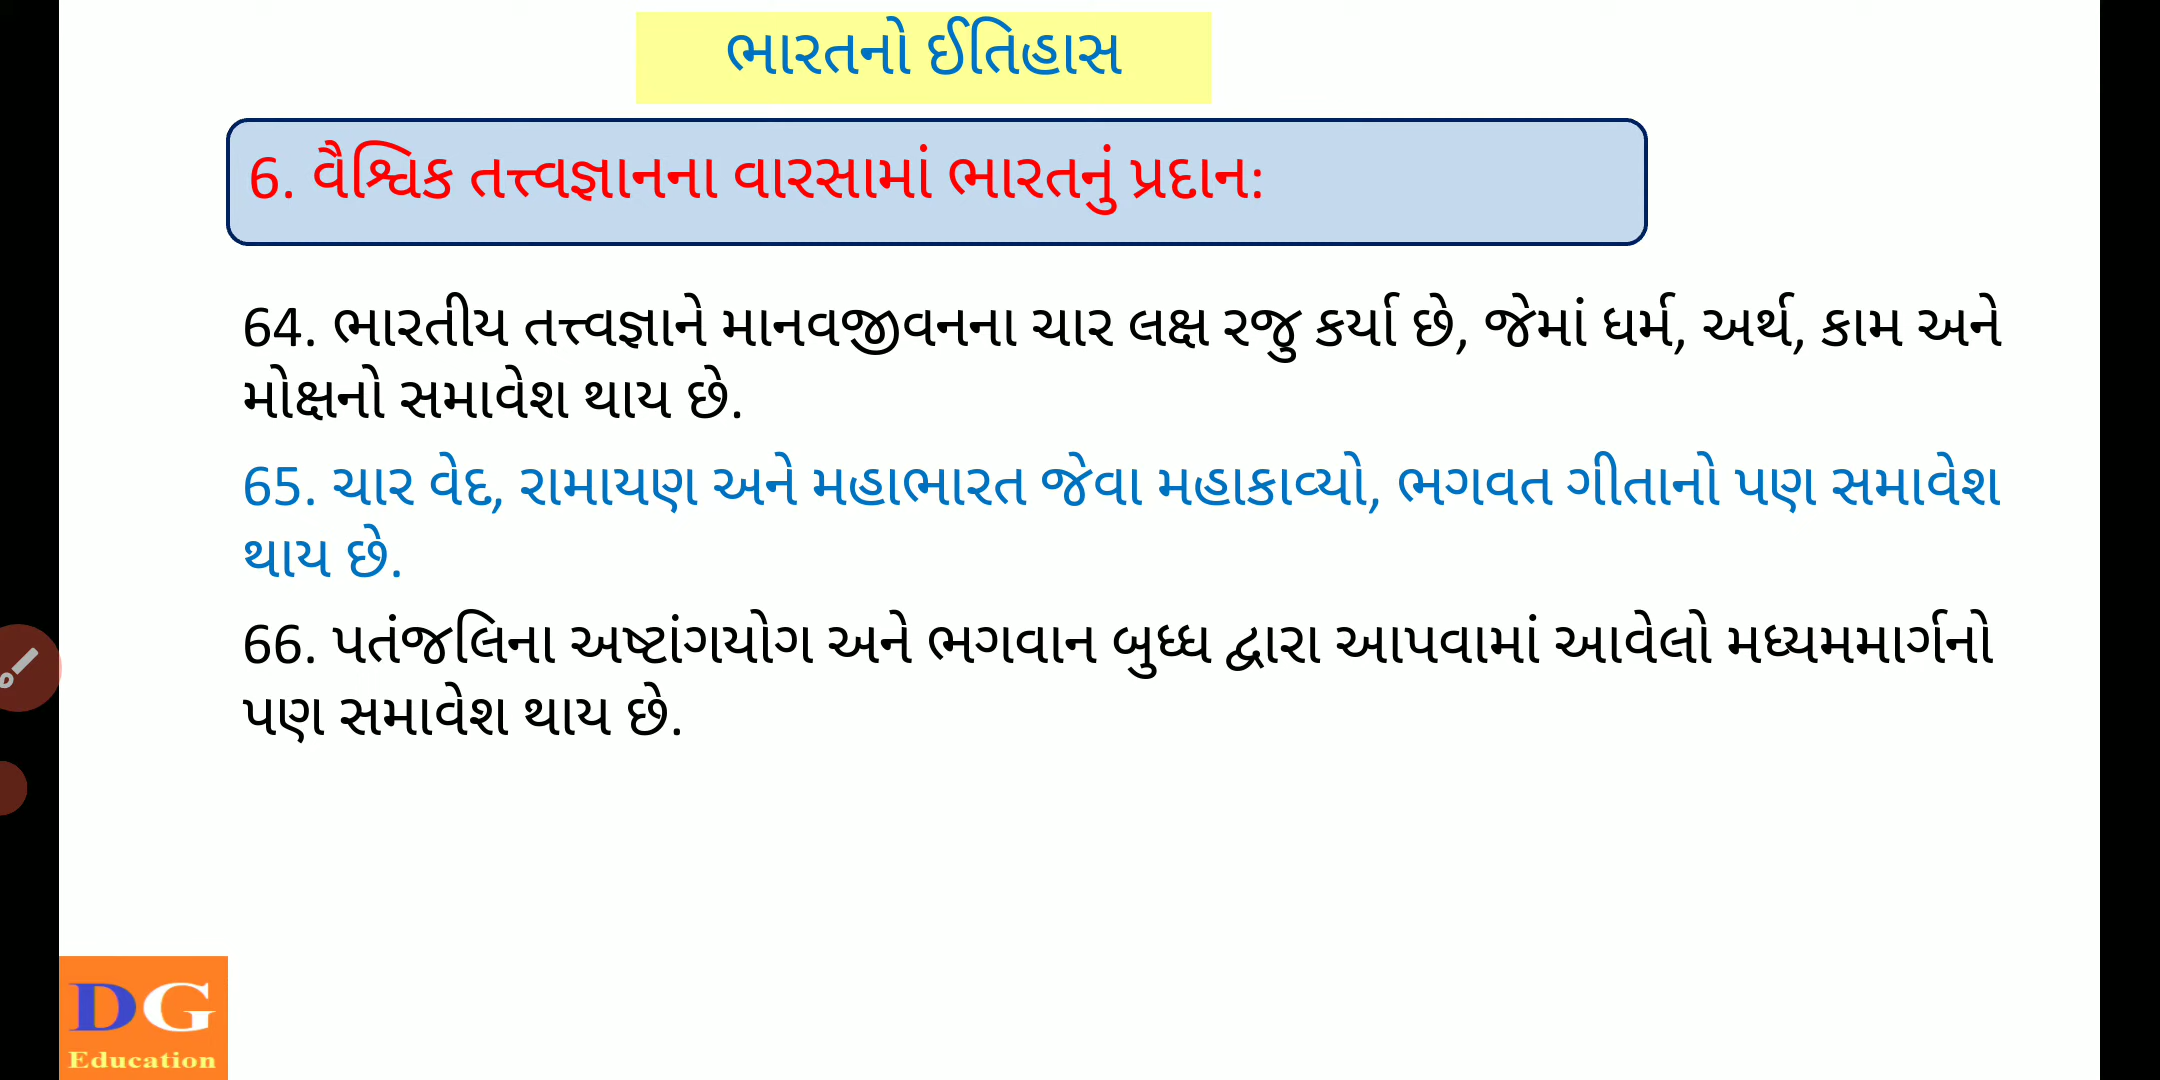 ભારતનો ઈતિહાસ
6. વૈશ્વિક તત્ત્વજ્ઞાનના વારસામાં ભારતનું પ્રદાન:
64. ભારતીય તત્ત્વજ્ઞાને માનવજીવનના ચાર લક્ષ રજુ કર્યા છે, જેમાં ધર્મ, અર્થ, કામ અને
મોક્ષનો સમાવેશ થાય છે.
65. ચાર વેદ, રામાયણ અને મહાભારત જેવા મહાકાવ્યો, ભગવત ગીતાનો પણ સમાવેશ
થાય છે.
66. પતંજલિના અષ્ટાંગયોગ અને ભગવાન બુધ્ધ દ્વારા આપવામાં આવેલો મધ્યમમાર્ગનો
પણ સમાવેશ થાય છે.
DG
Education